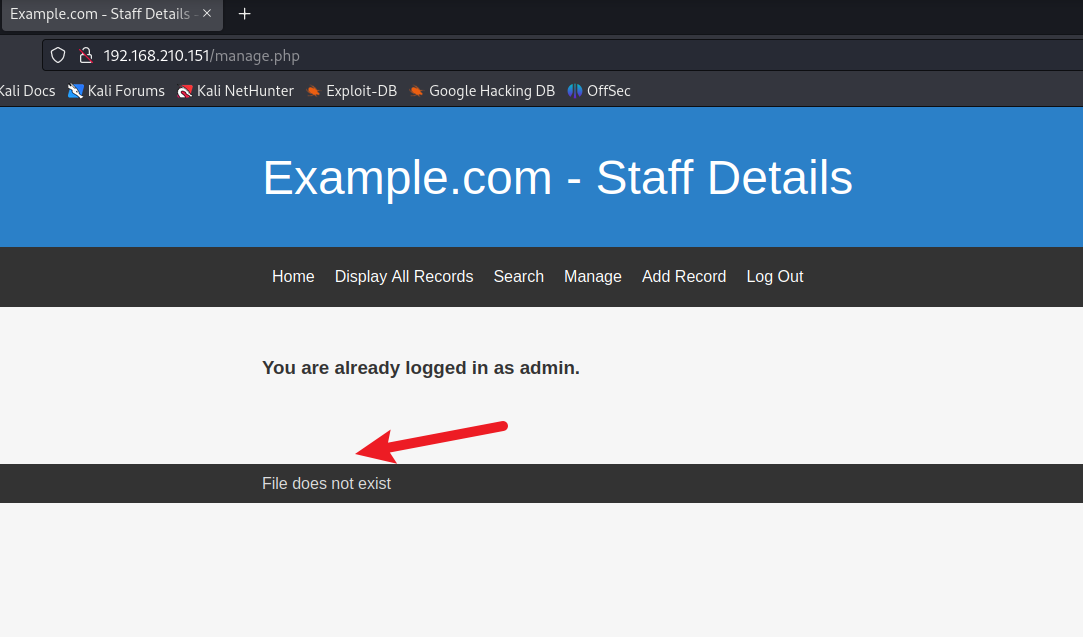 Example.com - Staff Details -
192.168.210.151/manage.php
Kali Docs Kali Forums Kali NetHunter Exploit-DB Google Hacking DB OffSec
Example.com - Staff Details
Home Display All Records Search Manage Add Record Log Out
You are already logged in as admin.
File does not exist